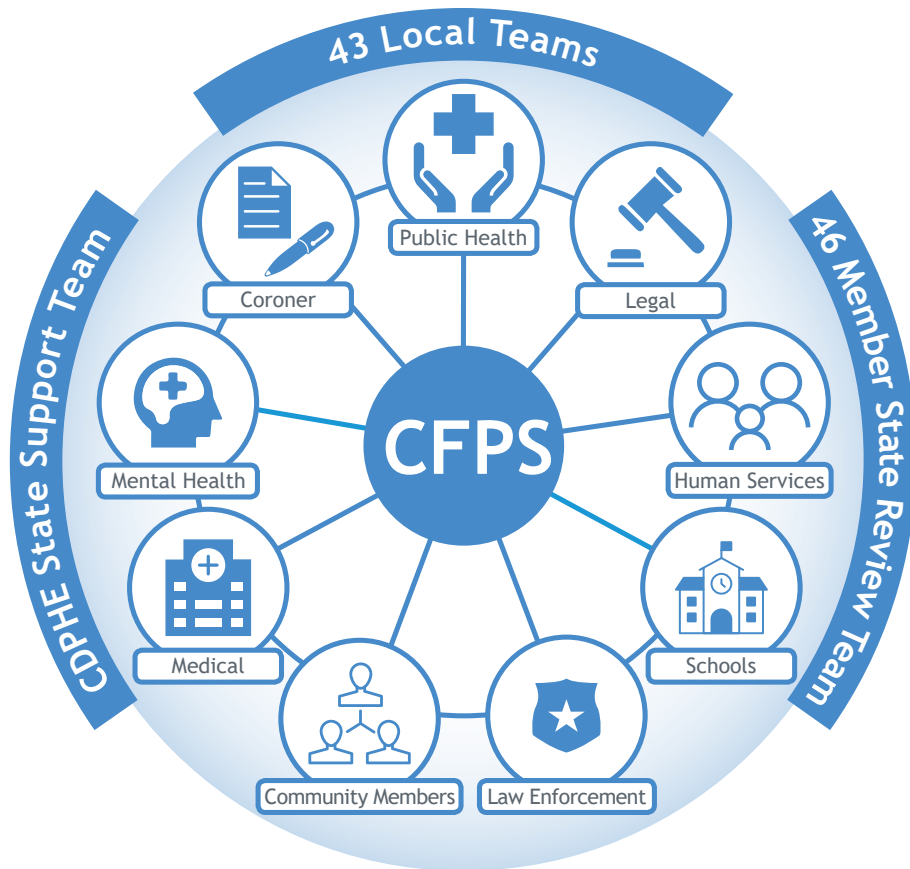 43 Local Teams
CDPHE State Support Team
46 Member State Review Team
Public Health
Coroner
Legal
CFPS
Mental Health
Human Services
Medical
Schools
Community Members
Law Enforcement